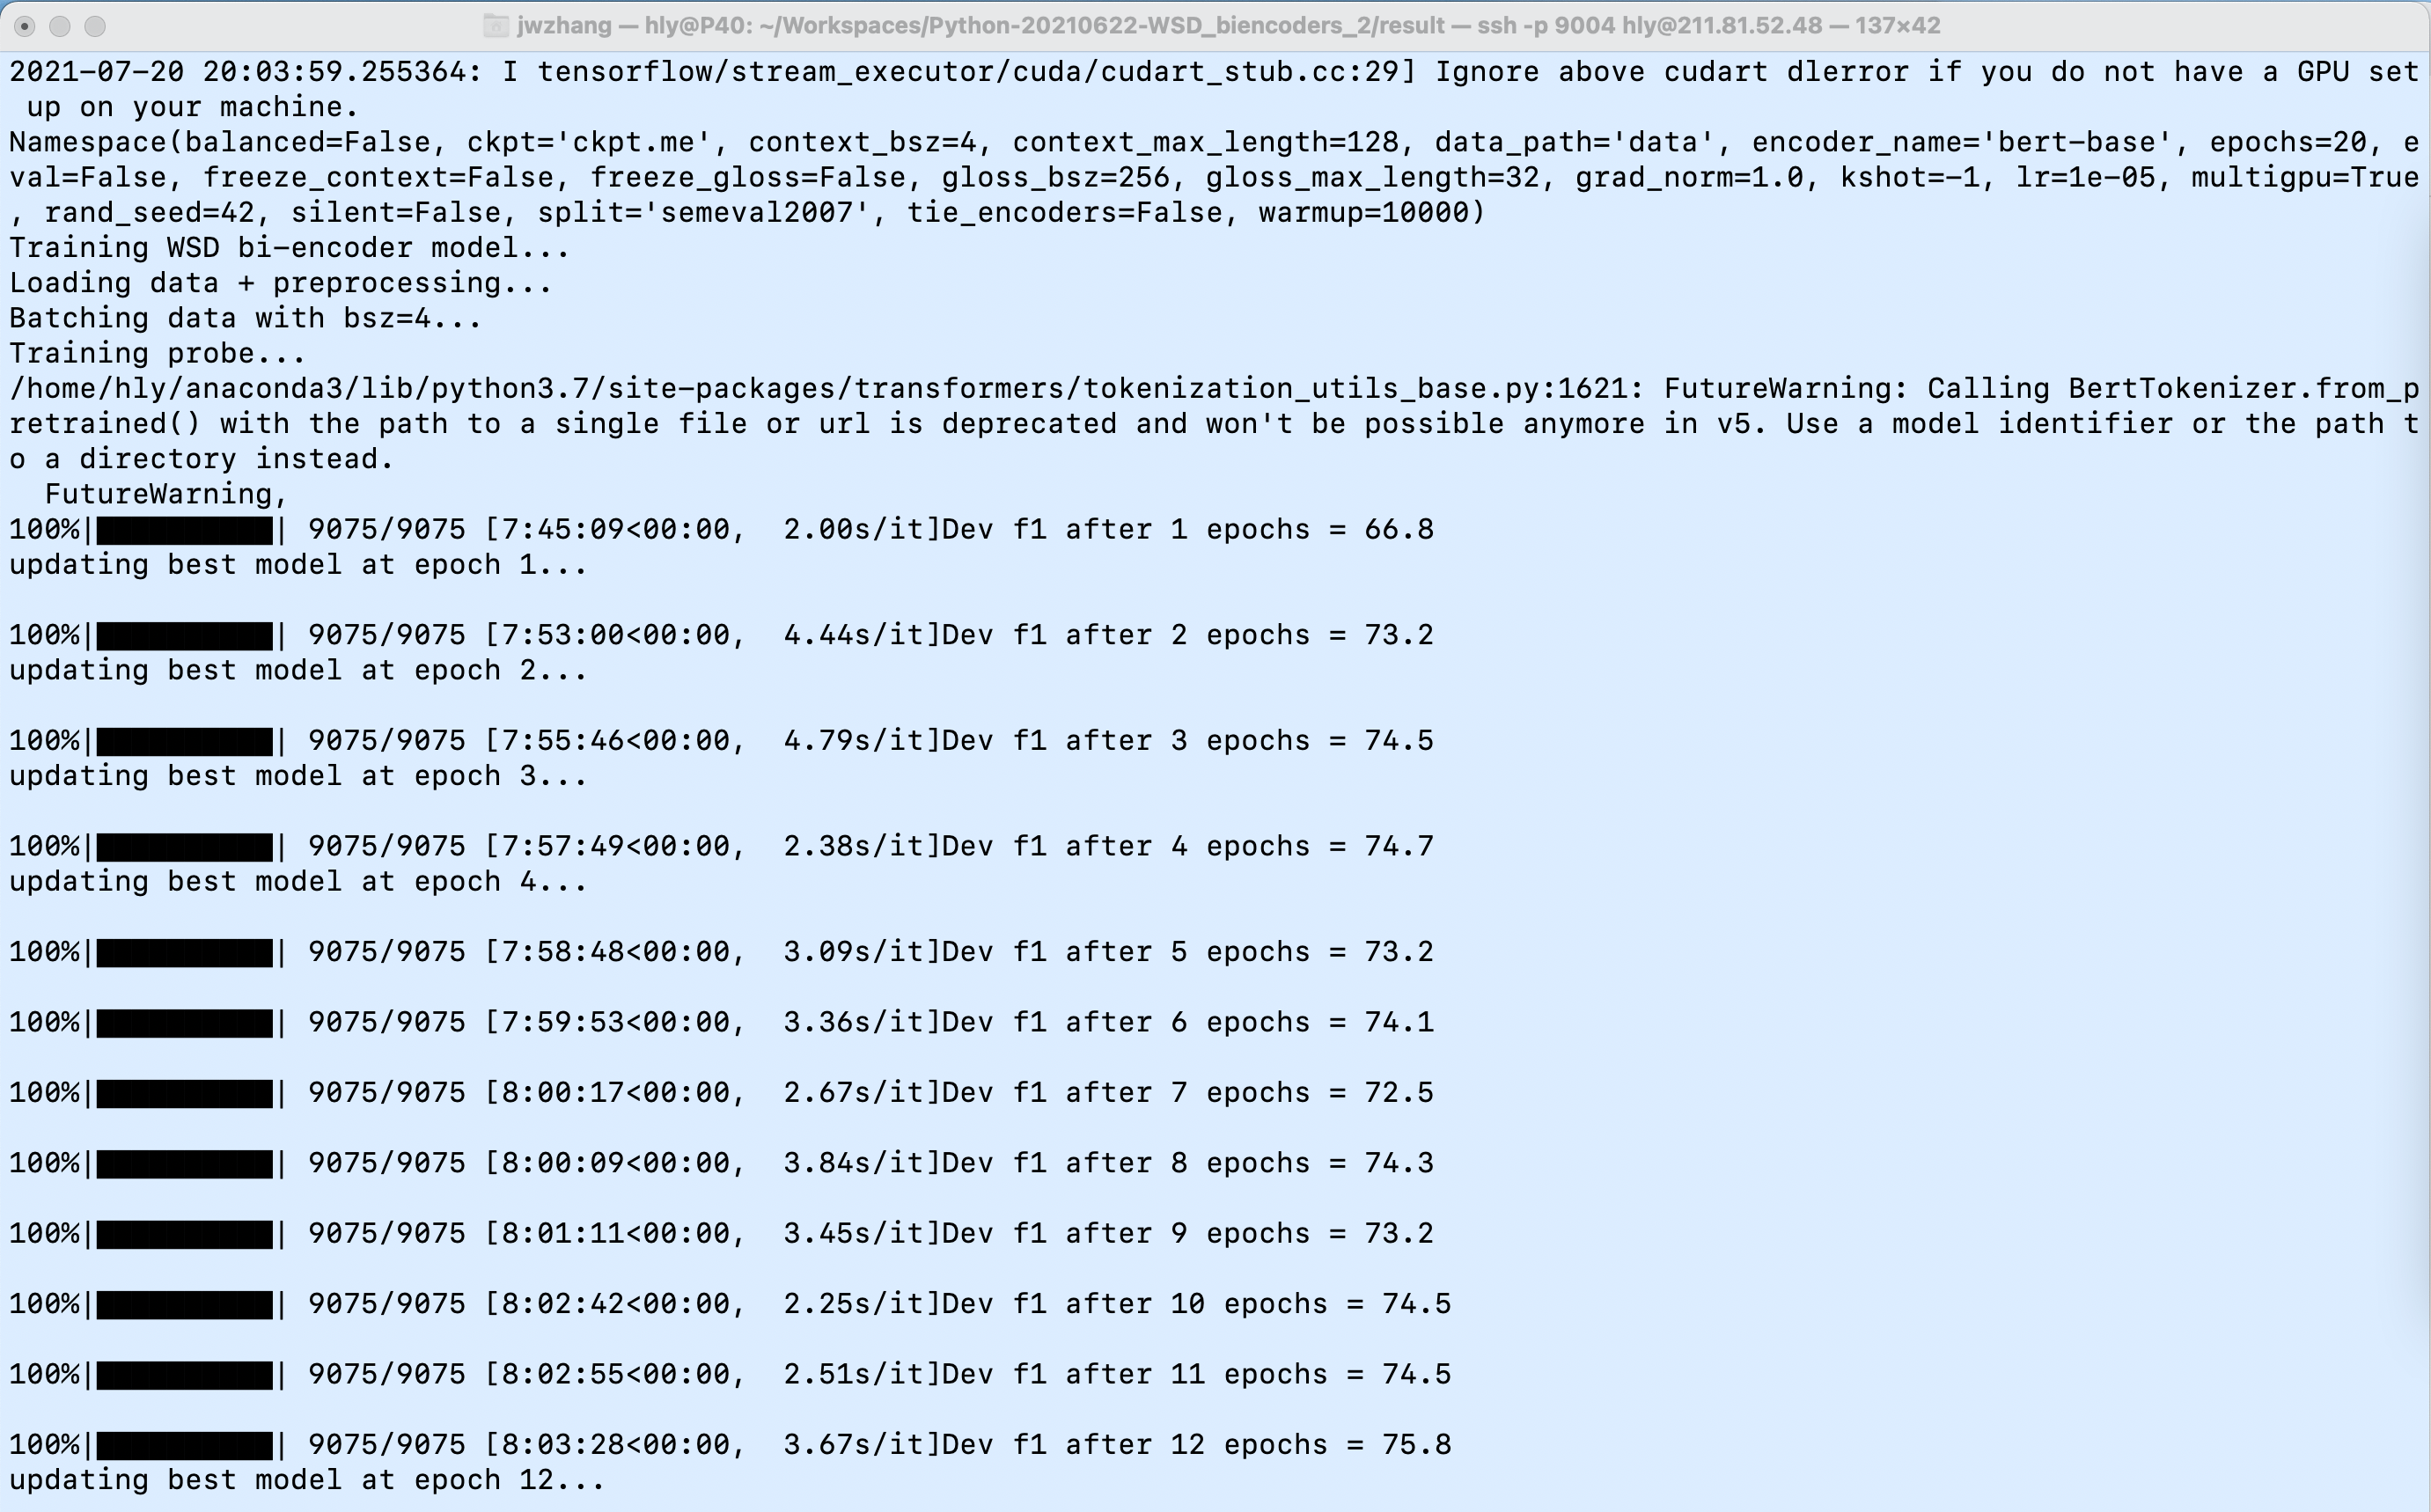 jwzhang — hly@P40: ~/Workspaces/Python-20210622-WSD_biencoders_2/result — ssh -p 9004 hly@211.81.52.48 — 137×42
2021-07-20 20:03:59.255364: I tensorflow/stream_executor/cuda/cudart_stub.cc:29] Ignore above cudart dlerror if you do not have a GPU set
 up on your machine.
Namespace(balanced=False, ckpt='ckpt.me', context_bsz=4, context_max_length=128, data_path='data', encoder_name='bert-base', epochs=20, e
val=False, freeze_context=False, freeze_gloss=False, gloss_bsz=256, gloss_max_length=32, grad_norm=1.0, kshot=-1, lr=1e-05, multigpu=True
, rand_seed=42, silent=False, split='semeval2007', tie_encoders=False, warmup=10000)
Training WSD bi-encoder model...
Loading data + preprocessing...
Batching data with bsz=4...
Training probe...
/home/hly/anaconda3/lib/python3.7/site-packages/transformers/tokenization_utils_base.py:1621: FutureWarning: Calling BertTokenizer.from_p
retrained() with the path to a single file or url is deprecated and won't be possible anymore in v5. Use a model identifier or the path t
o a directory instead.
  FutureWarning,
100%|██████████| 9075/9075 [7:45:09<00:00,  2.00s/it]Dev f1 after 1 epochs = 66.8
updating best model at epoch 1...
100%|██████████| 9075/9075 [7:53:00<00:00,  4.44s/it]Dev f1 after 2 epochs = 73.2
updating best model at epoch 2...
100%|██████████| 9075/9075 [7:55:46<00:00,  4.79s/it]Dev f1 after 3 epochs = 74.5
updating best model at epoch 3...
100%|██████████| 9075/9075 [7:57:49<00:00,  2.38s/it]Dev f1 after 4 epochs = 74.7
updating best model at epoch 4...
100%|██████████| 9075/9075 [7:58:48<00:00,  3.09s/it]Dev f1 after 5 epochs = 73.2
100%|██████████| 9075/9075 [7:59:53<00:00,  3.36s/it]Dev f1 after 6 epochs = 74.1
100%|██████████| 9075/9075 [8:00:17<00:00,  2.67s/it]Dev f1 after 7 epochs = 72.5
100%|██████████| 9075/9075 [8:00:09<00:00,  3.84s/it]Dev f1 after 8 epochs = 74.3
100%|██████████| 9075/9075 [8:01:11<00:00,  3.45s/it]Dev f1 after 9 epochs = 73.2
100%|██████████| 9075/9075 [8:02:42<00:00,  2.25s/it]Dev f1 after 10 epochs = 74.5
100%|██████████| 9075/9075 [8:02:55<00:00,  2.51s/it]Dev f1 after 11 epochs = 74.5
100%|██████████| 9075/9075 [8:03:28<00:00,  3.67s/it]Dev f1 after 12 epochs = 75.8
updating best model at epoch 12...